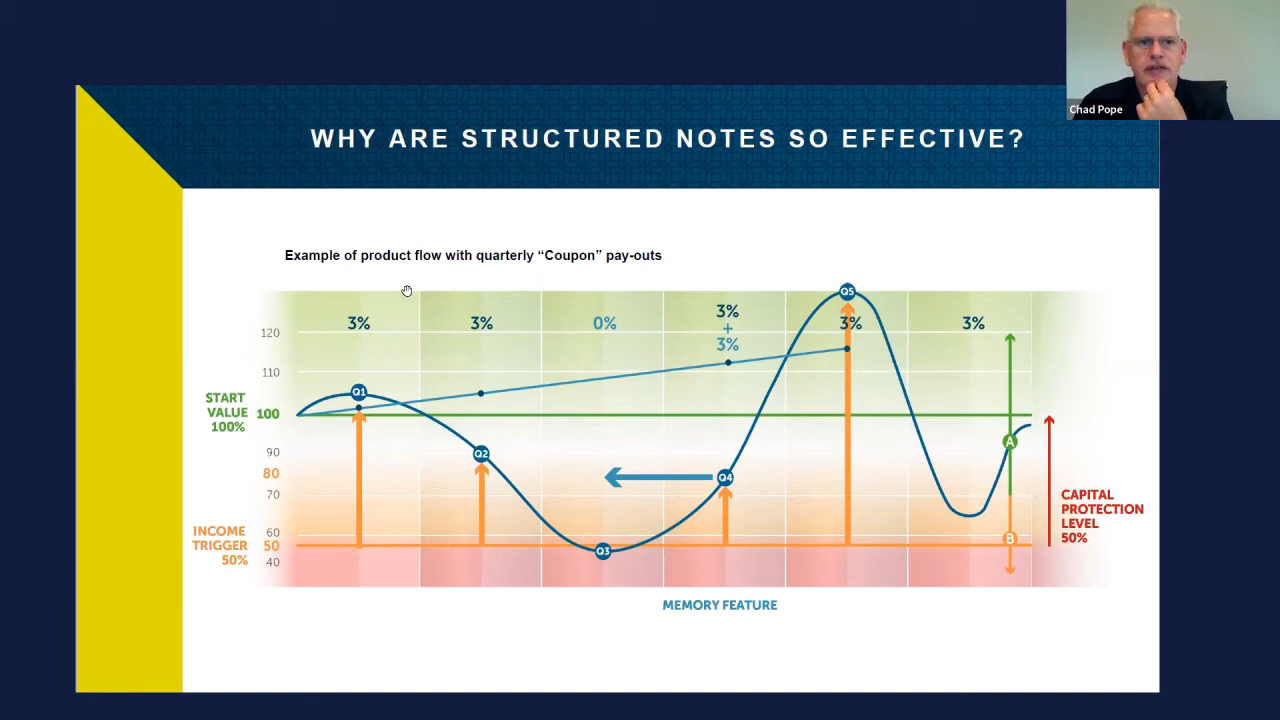 Chad Pope
WHY ARE STRUCTURED NOTES SO EFFECTIVE?
Example of product flow with quarterly “Coupon” pay-outs
3%
3%
0%
3%
+
3%
3%
3%
120
110
START
VALUE
100%
100
90
80
70
INCOME
TRIGGER
50%
60
50
40
Q1
Q2
Q3
Q4
Q5
A
B
CAPITAL
PROTECTION
LEVEL
50%
MEMORY FEATURE